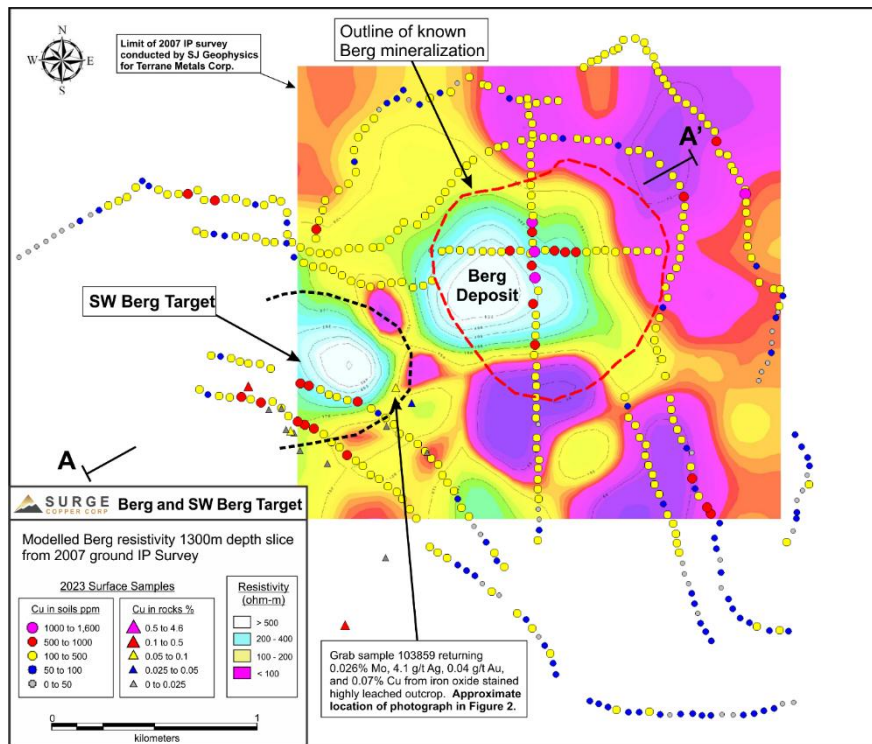 N
W E
S
Limit of 2007 IP survey
conducted by SJ Geophysics
for Terrane Metals Corp.
Outline of known
Berg mineralization
A'
Berg
Deposit
SW Berg Target
A
SURGE
COPPER CORP
Berg and SW Berg Target
Modelled Berg resistivity 1300m depth slice
from 2007 ground IP Survey
2023 Surface Samples
Cu in soils ppm
1000 to 1,600
500 to 1000
100 to 500
50 to 100
0 to 50
Cu in rocks %
0.5 to 4.6
0.1 to 0.5
0.05 to 0.1
0.025 to 0.05
0 to 0.025
Resistivity
(ohm-m)
> 500
200 - 400
100 - 200
< 100
0 1
kilometers
Grab sample 103859 returning
0.026% Mo, 4.1 g/t Ag, 0.04 g/t Au,
and 0.07% Cu from iron oxide stained
highly leached outcrop. Approximate
location of photograph in Figure 2.